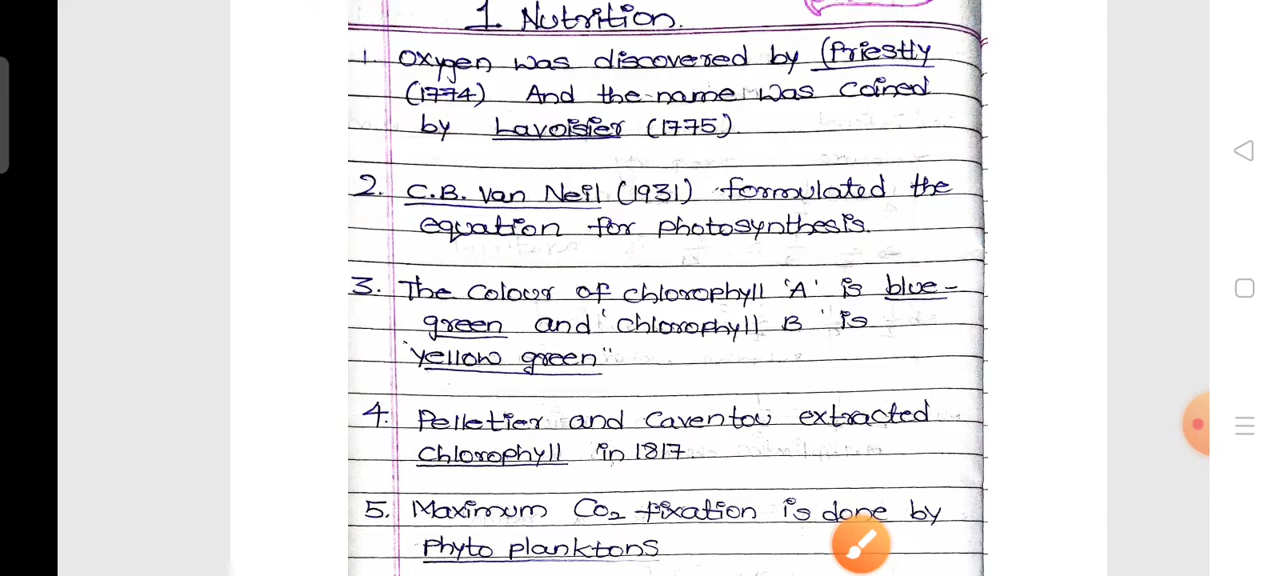 1. Nutrition.
1. Oxygen was discovered by (Priestly
(1774) And the name was coined
by Lavoisier (1775)
2. C.B. Van Neil (1931) formulated the
equation for photosynthesis.
3. The Colour of chlorophyll 'A' is blue-
green and 'chlorophyll B' is
"yellow green"
4. Pelletier and Caventou extracted
Chlorophyll in 1817
5. Maximum CO2 fixation is done by
Phyto planktons